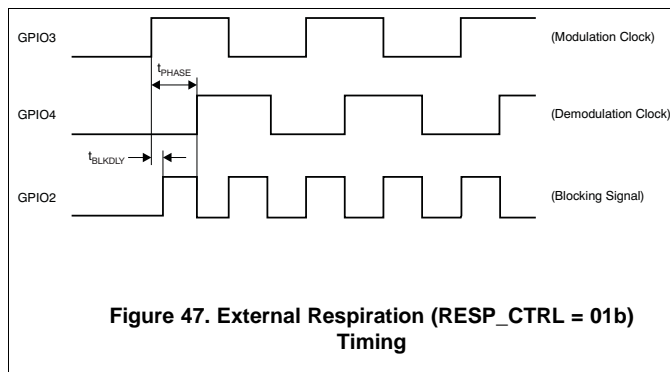 GPIO3 (Modulation Clock)
tPHASE
GPIO4 (Demodulation Clock)
tBLKDLY
GPIO2 (Blocking Signal)
Figure 47. External Respiration (RESP_CTRL = 01b)
Timing